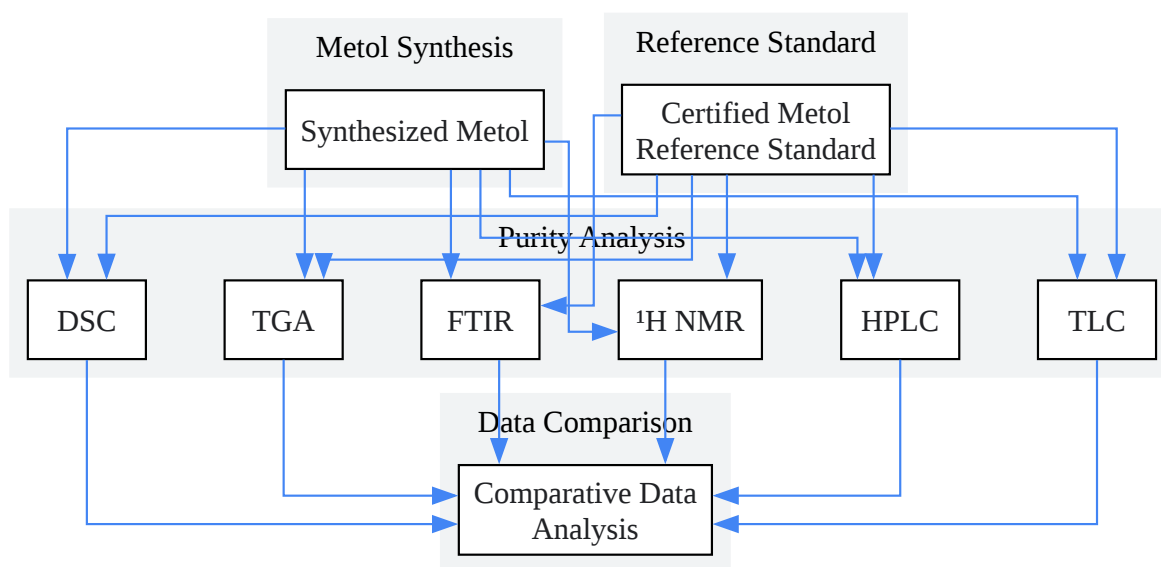 Metol Synthesis
Reference Standard
Synthesized Metol
Certified Metol
Reference Standard
Purity Analysis
DSC
TGA
FTIR
¹H NMR
HPLC
TLC
Data Comparison
Comparative Data
Analysis